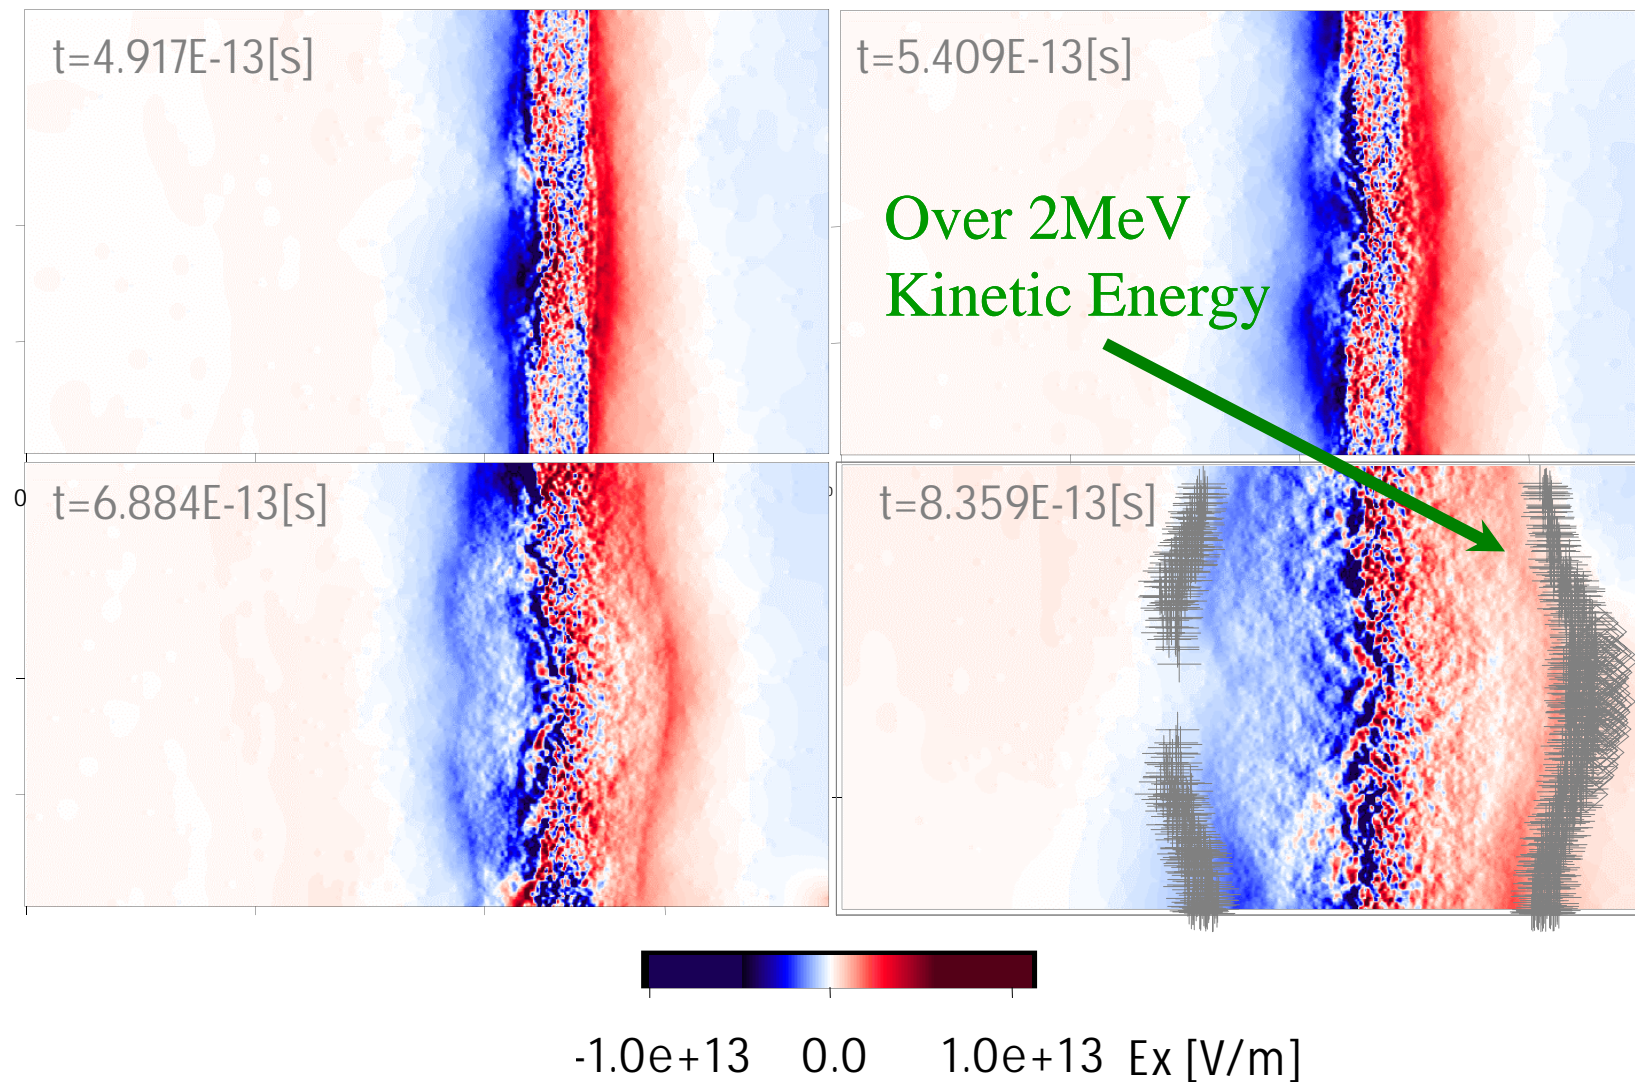 t=4.917E-13[s]
t=5.409E-13[s]
Over 2MeV
Kinetic Energy
0
t=6.884E-13[s]
t=8.359E-13[s]
-1.0e+13 0.0 1.0e+13 Ex [V/m]